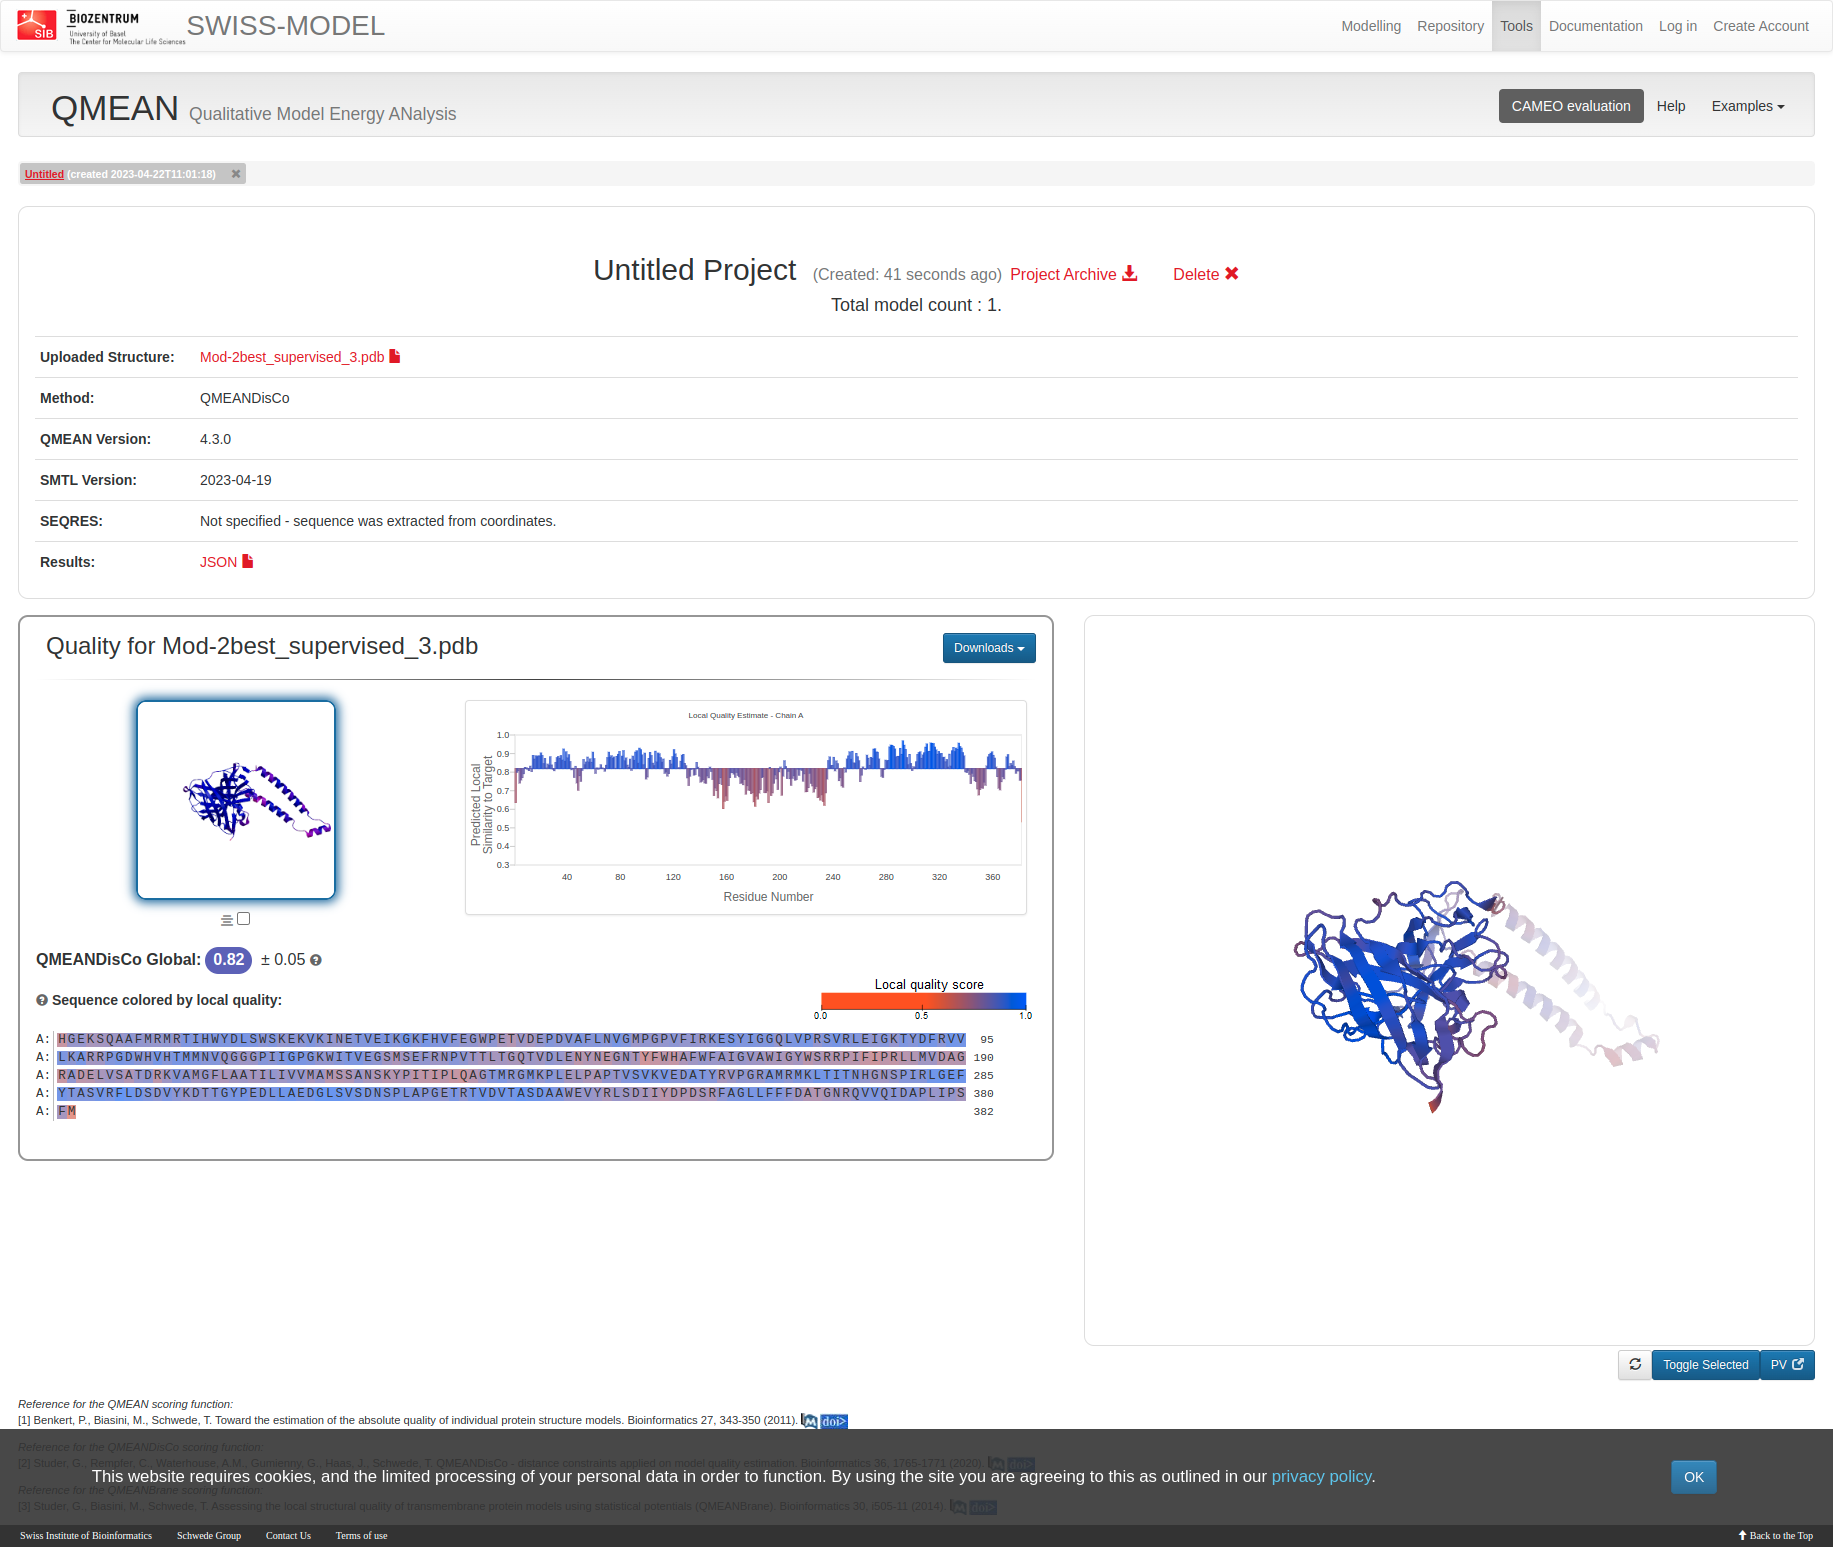 SIB
BIOZENTRUM
University of Basel
The Center for Molecular Life Sciences
SWISS-MODEL
Modelling Repository Tools Documentation Log in Create Account
QMEAN Qualitative Model Energy ANalysis
CAMEO evaluation Help Examples
Untitled (created 2023-04-22T11:01:18)
Untitled Project (Created: 41 seconds ago) Project Archive Delete
Total model count : 1.
Uploaded Structure: Mod-2best_supervised_3.pdb
Method: QMEANDisCo
QMEAN Version: 4.3.0
SMTL Version: 2023-04-19
SEQRES: Not specified - sequence was extracted from coordinates.
Results: JSON
Quality for Mod-2best_supervised_3.pdb
Downloads
Local Quality Estimate - Chain A
Predicted Local
Similarity to Target
1.0
0.9
0.8
0.7
0.6
0.5
0.4
0.3
40 80 120 160 200 240 280 320 360
Residue Number
QMEANDisCo Global: 0.82 ± 0.05
Sequence colored by local quality:
Local quality score
0.0 0.5 1.0
A: HGEKSQAAFMRMRTIHWYDLSWSKEKVKINETVEIKGKFHVFEGWPETVDEPDVAFLNVGMPGPVFIRKESYIGGQLVPRSVRLEIGKTYDFRVV 95
A: LKARRPGDWHVHTMMNVQGGGPIIGPGKWITVEGSMSEFRNPVTTLTGQTVDLENYNEGNTYFWHAFWFAIGVAWIGYWSRRPIFIPRLLMVDAG 190
A: RADELVSATDRKVAMGFLAATILIVVMAMSSANSKYPITIPLQAGTMRGMKPLELPAPTVSVKVEDATYRVPGRAMRMKLTITNHGNSPIRLGEF 285
A: YTASVRFLDSDVYKDTTGYPEDLLAEDGLSVSDNSPLAPGETRTVDVTASDAAWEVYRLSDIIYDPDSRFAGLLFFFDATGNRQVVQIDAPLIPS 380
A: FM 382
Toggle Selected PV
Reference for the QMEAN scoring function:
[1] Benkert, P., Biasini, M., Schwede, T. Toward the estimation of the absolute quality of individual protein structure models. Bioinformatics 27, 343-350 (2011). M doi>
Reference for the QMEANDisCo scoring function:
[2] Studer, G., Rempfer, C., Waterhouse, A.M., Gumienny, G., Haas, J., Schwede, T. QMEANDisCo - distance constraints applied on model quality estimation. Bioinformatics 36, 1765-1771 (2020). M doi>
This website requires cookies, and the limited processing of your personal data in order to function. By using the site you are agreeing to this as outlined in our privacy policy. OK
Reference for the QMEANBrane scoring function:
[3] Studer, G., Biasini, M., Schwede, T. Assessing the local structural quality of transmembrane protein models using statistical potentials (QMEANBrane). Bioinformatics 30, i505-11 (2014). M doi>
Swiss Institute of Bioinformatics Schwede Group Contact Us Terms of use Back to the Top